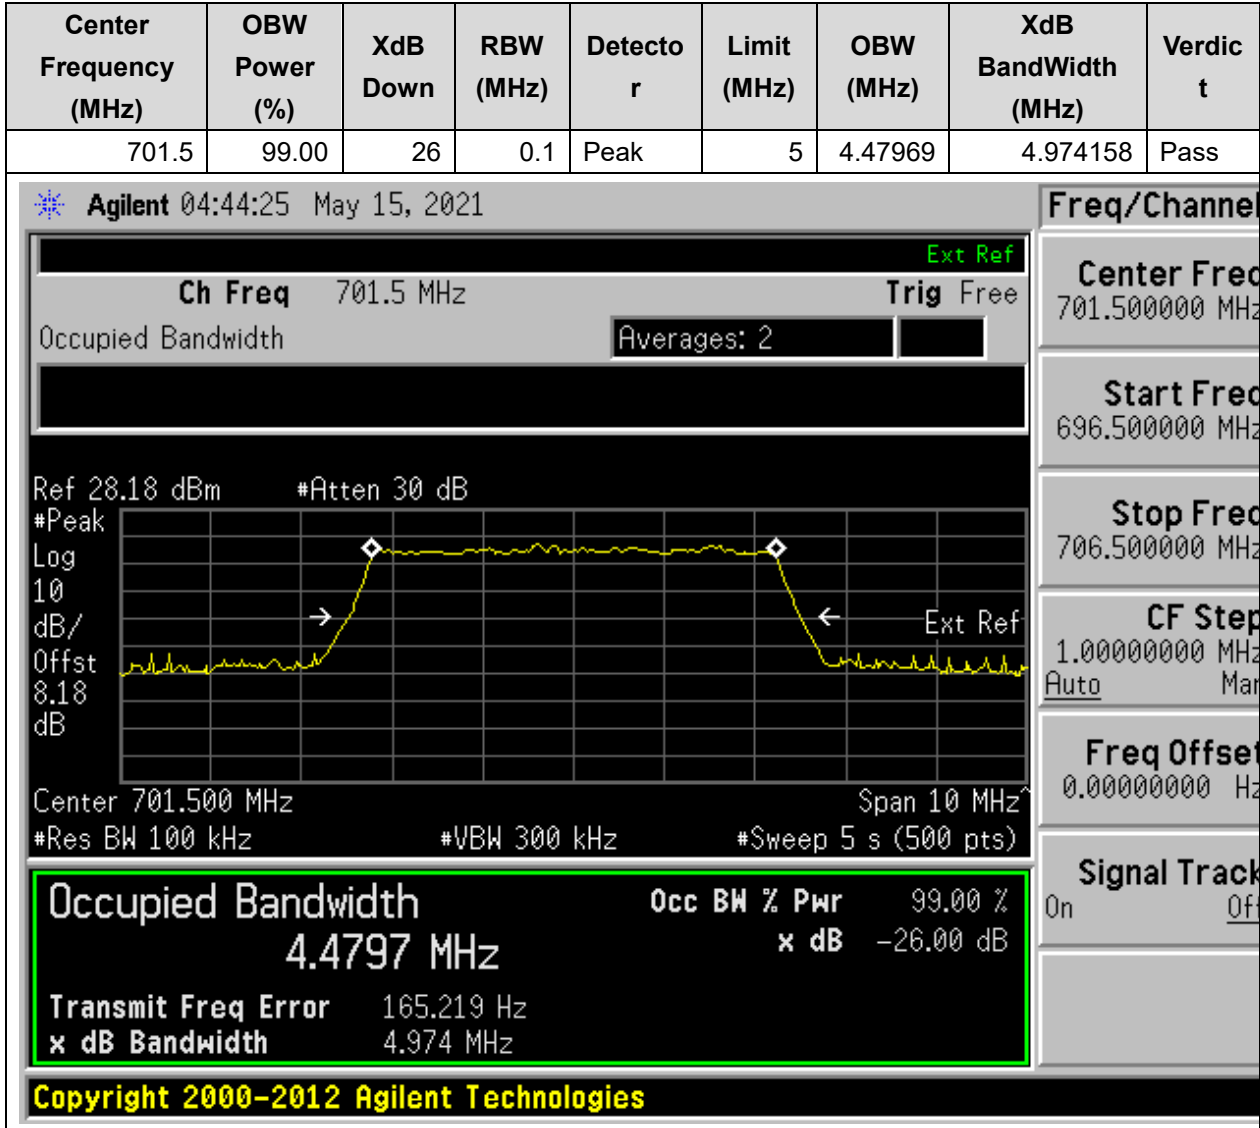 Center Frequency (MHz) OBW Power (%) XdB Down RBW (MHz) Detecto r Limit (MHz) OBW (MHz) XdB BandWidth (MHz) Verdic t
701.5 99.00 26 0.1 Peak 5 4.47969 4.974158 Pass
Agilent 04:44:25 May 15, 2021
Ext Ref
Ch Freq 701.5 MHz Trig Free
Occupied Bandwidth Averages: 2
Ref 28.18 dBm #Atten 30 dB
#Peak
Log
10
dB/
Offst
8.18
dB
Ext Ref
Center 701.500 MHz Span 10 MHz^
#Res BW 100 kHz #VBW 300 kHz #Sweep 5 s (500 pts)
Occupied Bandwidth
4.4797 MHz
Occ BW % Pwr 99.00 %
x dB -26.00 dB
Transmit Freq Error 165.219 Hz
x dB Bandwidth 4.974 MHz
Copyright 2000-2012 Agilent Technologies
Freq/Channel
Center Freq
701.500000 MHz
Start Freq
696.500000 MHz
Stop Freq
706.500000 MHz
CF Step
1.00000000 MHz
Auto Man
Freq Offset
0.00000000 Hz
Signal Track
On Off